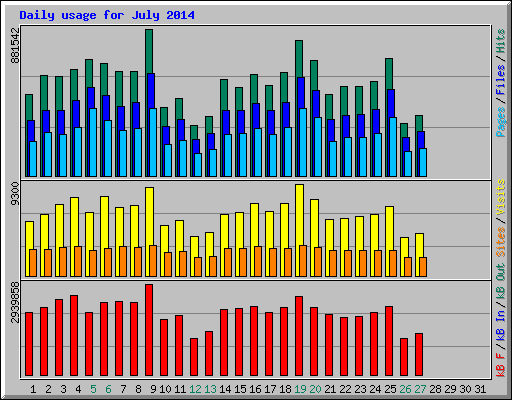 Daily usage for July 2014
881542
Pages / Files / Hits
9300
Sites / Visits
2939858
kB F / kB In / kB Out
1 2 3 4 5 6 7 8 9 10 11 12 13 14 15 16 17 18 19 20 21 22 23 24 25 26 27 28 29 30 31